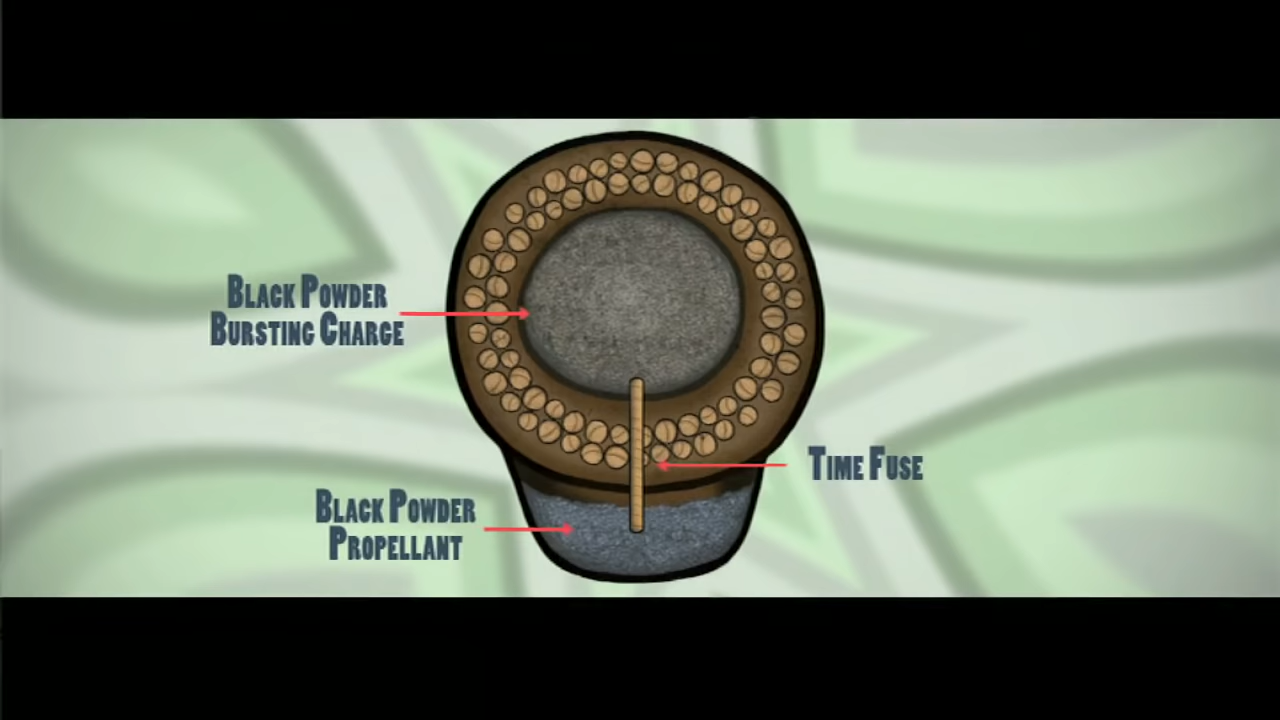 Black Powder
Bursting Charge
Time Fuse
Black Powder
Propellant